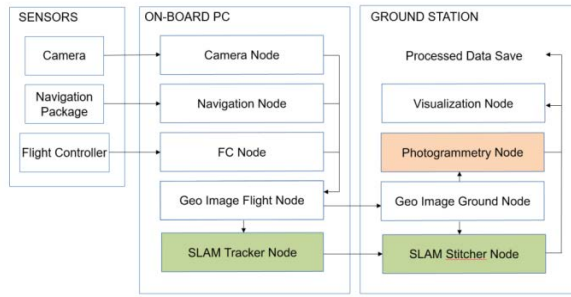 SENSORS
Camera
Navigation
Package
Flight Controller
ON-BOARD PC
Camera Node
Navigation Node
FC Node
Geo Image Flight Node
SLAM Tracker Node
GROUND STATION
Processed Data Save
Visualization Node
Photogrammetry Node
Geo Image Ground Node
SLAM Stitcher Node